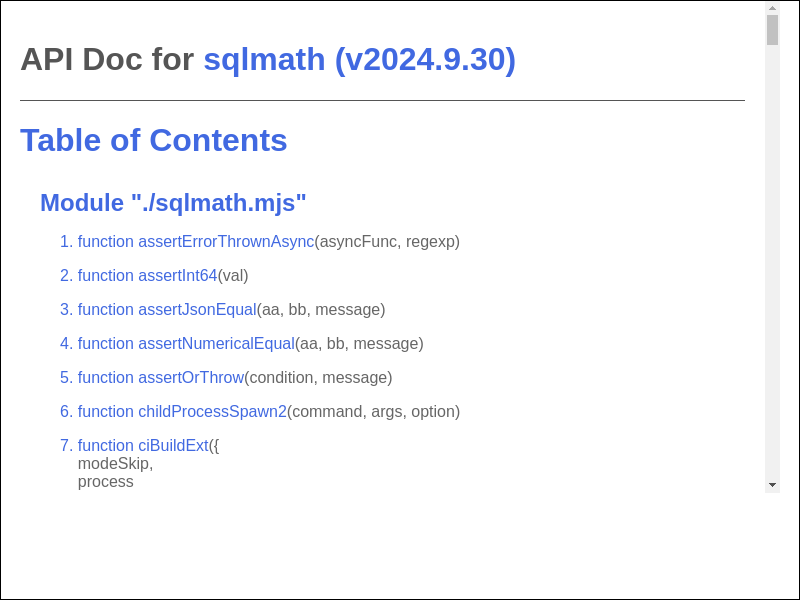 API Doc for sqlmath (v2024.9.30)
Table of Contents
Module "./sqlmath.mjs"
1. function assertErrorThrownAsync(asyncFunc, regexp)
2. function assertInt64(val)
3. function assertJsonEqual(aa, bb, message)
4. function assertNumericalEqual(aa, bb, message)
5. function assertOrThrow(condition, message)
6. function childProcessSpawn2(command, args, option)
7. function ciBuildExt({
modeSkip,
process